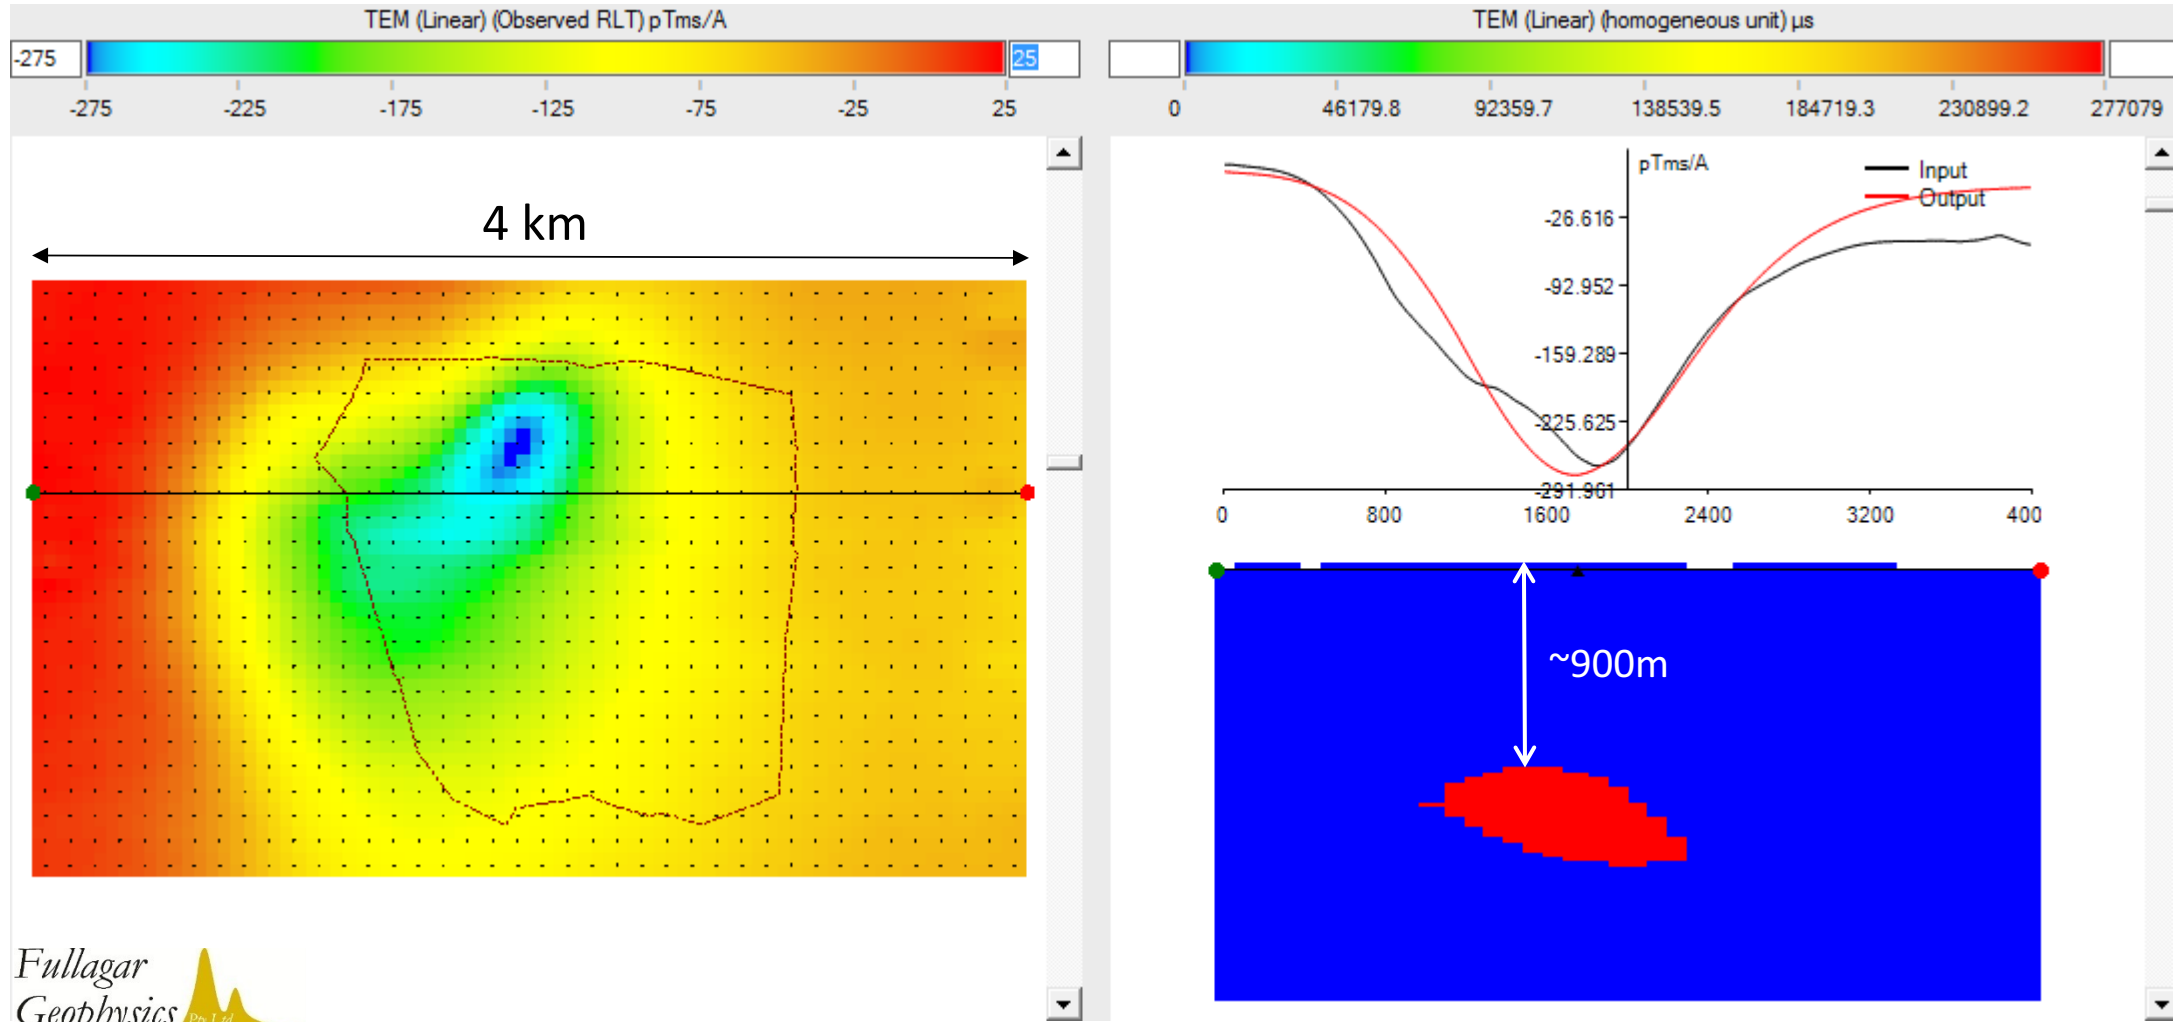 TEM (Linear) (Observed RLT) pTms/A
-275
25
-275 -225 -175 -125 -75 -25 25
4 km
Fullagar
Geophysics
Pty Ltd
TEM (Linear) (homogeneous unit) µs
0 46179.8 92359.7 138539.5 184719.3 230899.2 277079
pTms/A
Input
Output
-26.616
-92.952
-159.289
-225.625
-291.961
0 800 1600 2400 3200 400
~900m